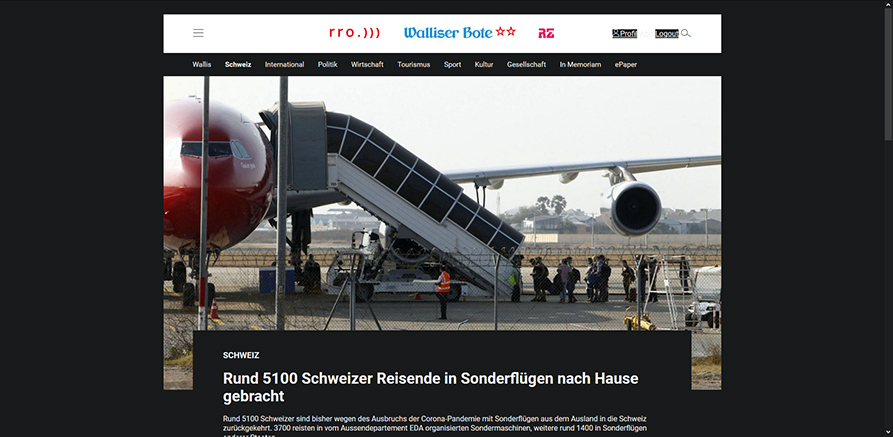 rro.))) Walliser Bote RZ Profil Logout
Wallis Schweiz International Politik Wirtschaft Tourismus Sport Kultur Gesellschaft In Memoriam ePaper
SCHWEIZ
Rund 5100 Schweizer Reisende in Sonderflügen nach Hause
gebracht
Rund 5100 Schweizer sind bisher wegen des Ausbruchs der Corona-Pandemie mit Sonderflügen aus dem Ausland in die Schweiz
zurückgekehrt. 3700 reisten in vom Aussendepartement EDA organisierten Sondermaschinen, weitere rund 1400 in Sonderflügen
anderer Staaten